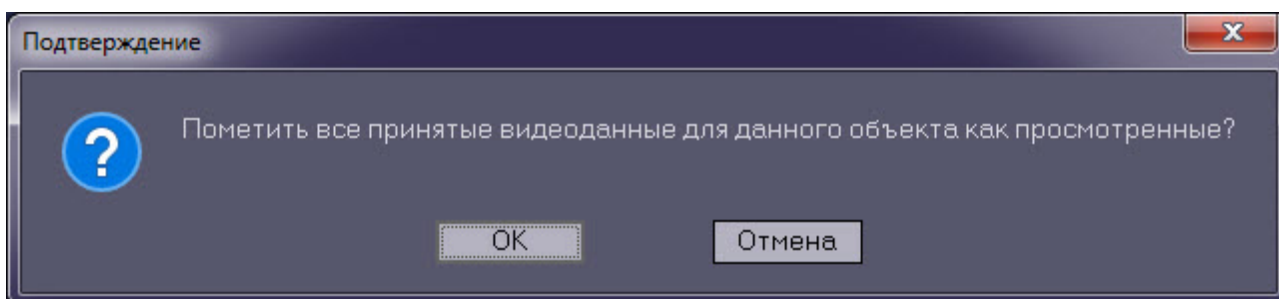 Подтверждение
Пометить все принятые видеоданные для данного объекта как просмотренные?
OK
Отмена